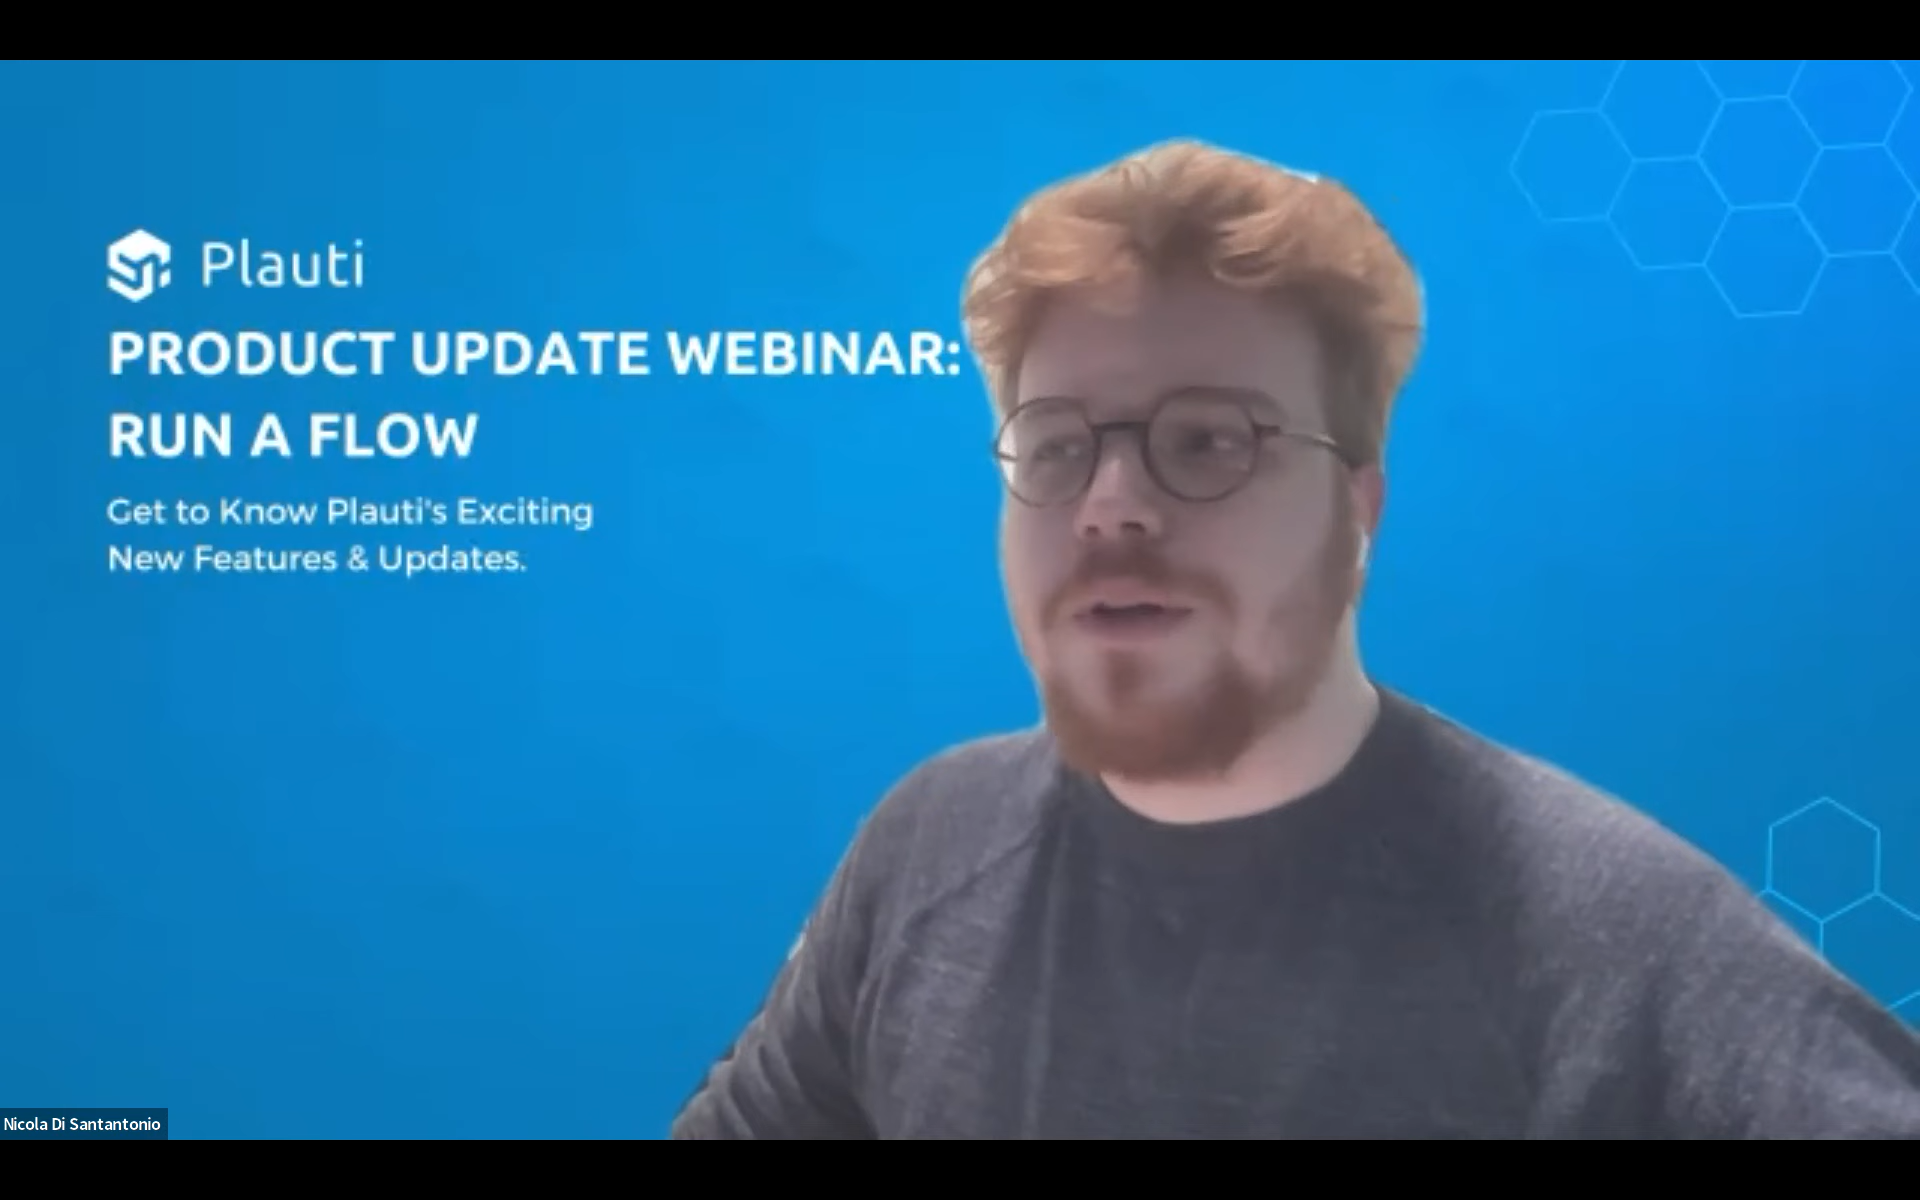 Plauti
PRODUCT UPDATE WEBINAR:
RUN A FLOW
Get to Know Plauti's Exciting
New Features & Updates.
Nicola Di Santantonio